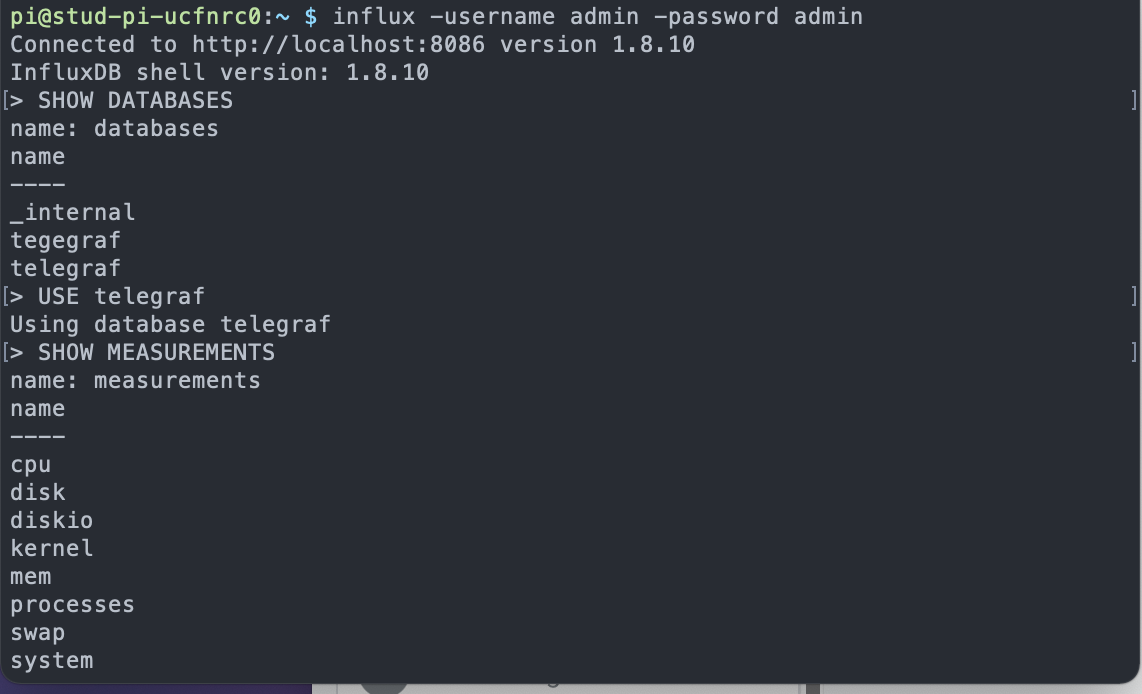 pi@stud-pi-ucfnrc0:~ $ influx -username admin -password admin
Connected to http://localhost:8086 version 1.8.10
InfluxDB shell version: 1.8.10
[> SHOW DATABASES ]
name: databases
name
----
_internal
tegegraf
telegraf
[> USE telegraf ]
Using database telegraf
[> SHOW MEASUREMENTS ]
name: measurements
name
----
cpu
disk
diskio
kernel
mem
processes
swap
system